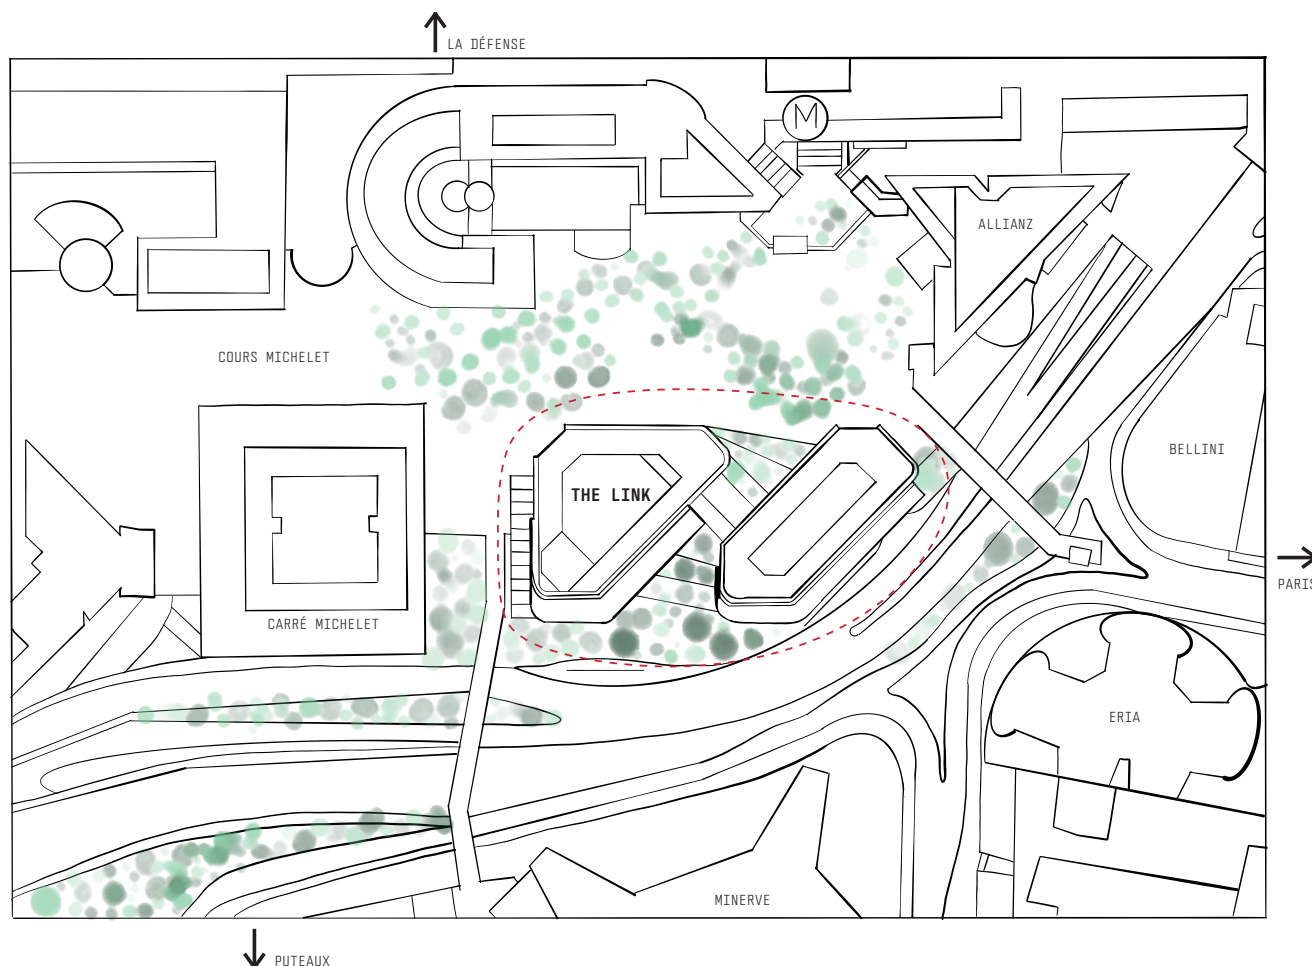 LA DÉFENSE
M
ALLIANZ
COURS MICHELET
BELLINI
THE LINK
PARIS
CARRÉ MICHELET
ERIA
MINERVE
PUTEAUX